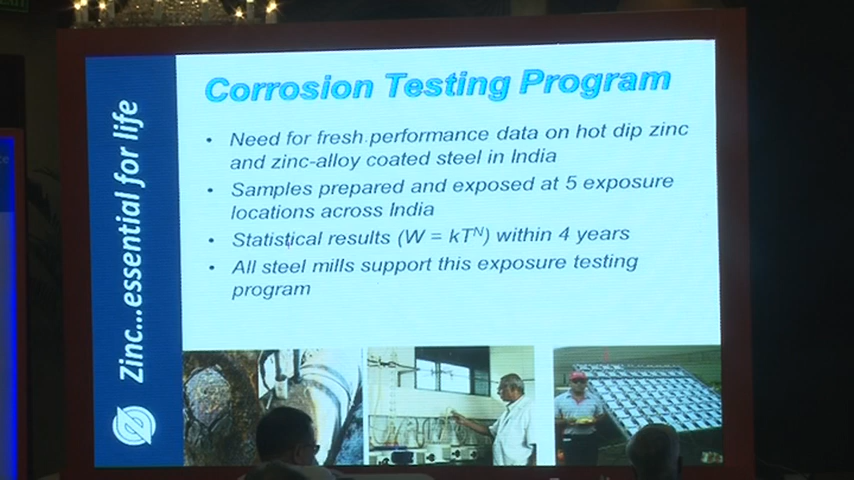 Corrosion Testing Program
• Need for fresh performance data on hot dip zinc
and zinc-alloy coated steel in India
• Samples prepared and exposed at 5 exposure
locations across India
• Statistical results (W = kTᴺ) within 4 years
• All steel mills support this exposure testing
program
Zinc...essential for life